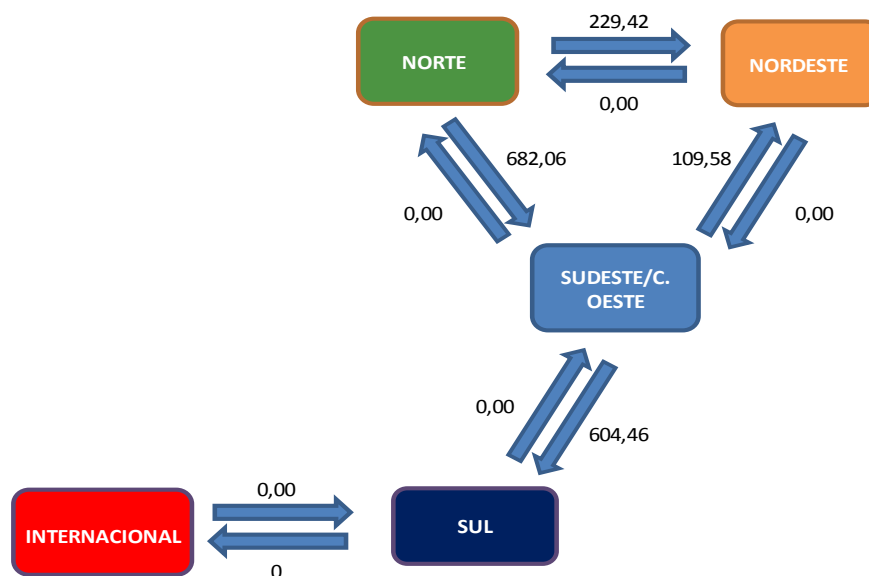 229,42
NORTE
NORDESTE
0,00
682,06
109,58
0,00
0,00
SUDESTE/C.
OESTE
0,00
604,46
0,00
INTERNACIONAL
SUL
0